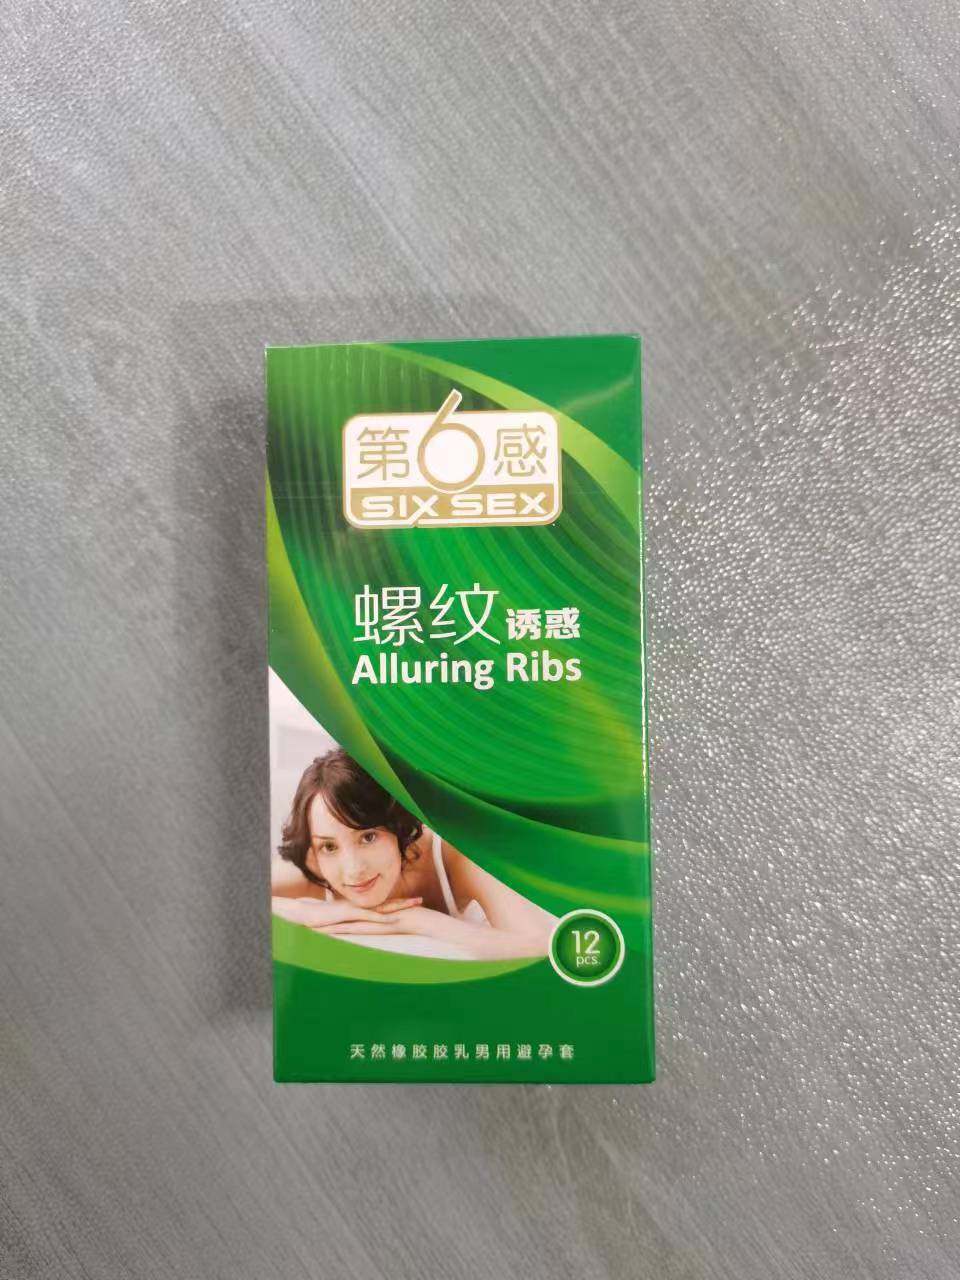 第6感
SIX SEX
螺纹诱惑
Alluring Ribs
12
pcs.
天然橡胶胶乳男用避孕套